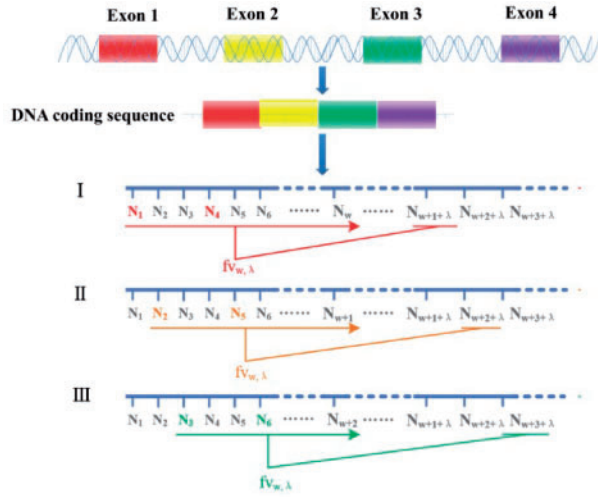 Exon 1 Exon 2 Exon 3 Exon 4
DNA coding sequence
I
N1 N2 N3 N4 N5 N6 ...... Nw ...... Nw+1+λ Nw+2+λ Nw+3+λ
fvw, λ
II
N1 N2 N3 N4 N5 N6 ...... Nw+1 ...... Nw+1+λ Nw+2+λ Nw+3+λ
fvw, λ
III
N1 N2 N3 N4 N5 N6 ...... Nw+2 ...... Nw+1+λ Nw+2+λ Nw+3+λ
fvw, λ